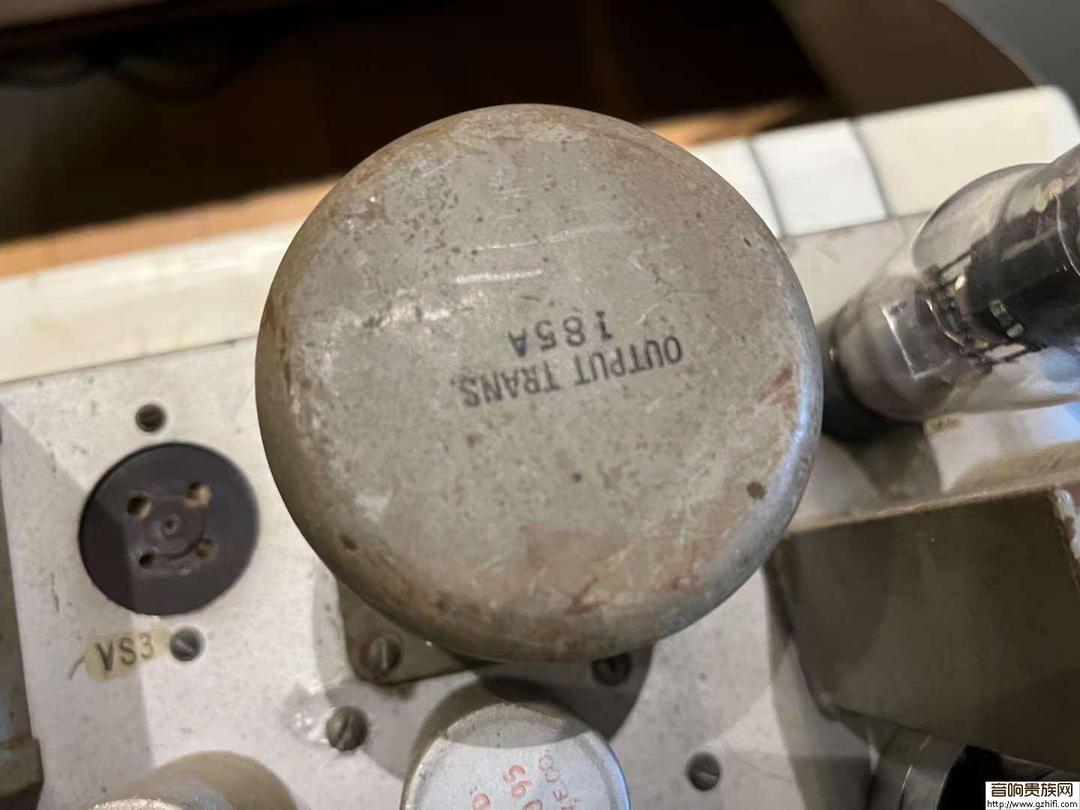 OUTPUT TRANS.
185A
VS3
音响贵族网
http://www.gzhifi.com